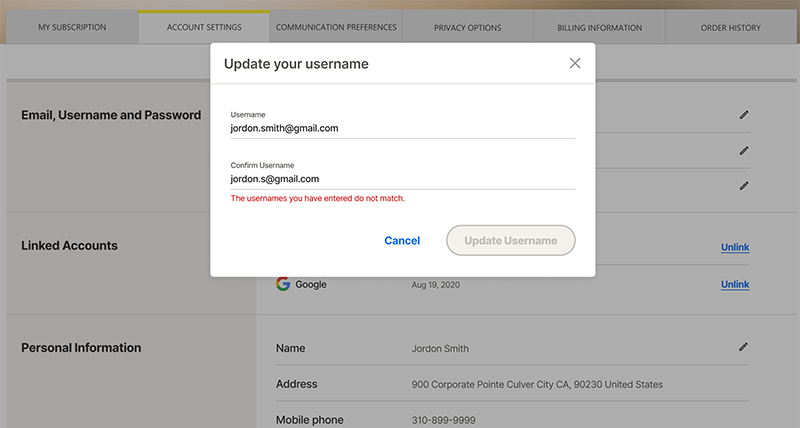 MY SUBSCRIPTION
ACCOUNT SETTINGS
COMMUNICATION PREFERENCES
PRIVACY OPTIONS
BILLING INFORMATION
ORDER HISTORY
Update your username
Username
jordon.smith@gmail.com
Confirm Username
jordon.s@gmail.com
The usernames you have entered do not match.
Cancel
Update Username
Email, Username and Password
Linked Accounts
Unlink
Google
Aug 19, 2020
Unlink
Personal Information
Name
Jordon Smith
Address
900 Corporate Pointe Culver City CA, 90230 United States
Mobile phone
310-899-9999